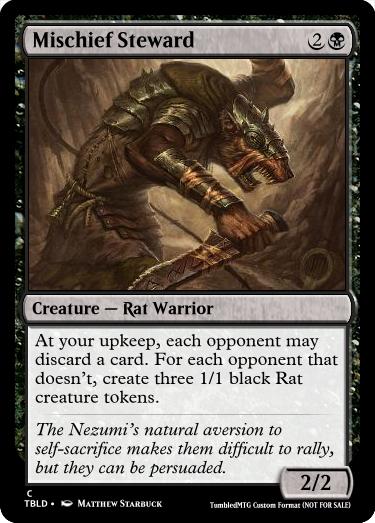 Mischief Steward 2
Creature — Rat Warrior
At your upkeep, each opponent may
discard a card. For each opponent that
doesn't, create three 1/1 black Rat
creature tokens.
The Nezumi's natural aversion to
self-sacrifice makes them difficult to rally,
but they can be persuaded.
2/2
C
TBLD • Matthew Starbuck
TumbledMTG Custom Format (NOT FOR SALE)